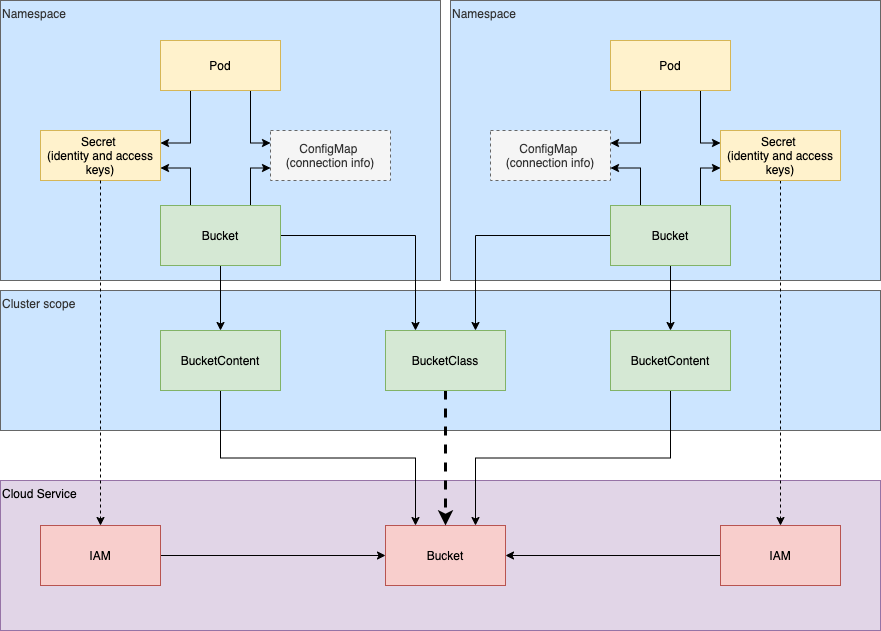 Namespace
Namespace
Pod
Pod
Secret
(identity and access
keys)
ConfigMap
(connection info)
ConfigMap
(connection info)
Secret
(identity and access
keys)
Bucket
Bucket
Cluster scope
BucketContent
BucketClass
BucketContent
Cloud Service
IAM
Bucket
IAM